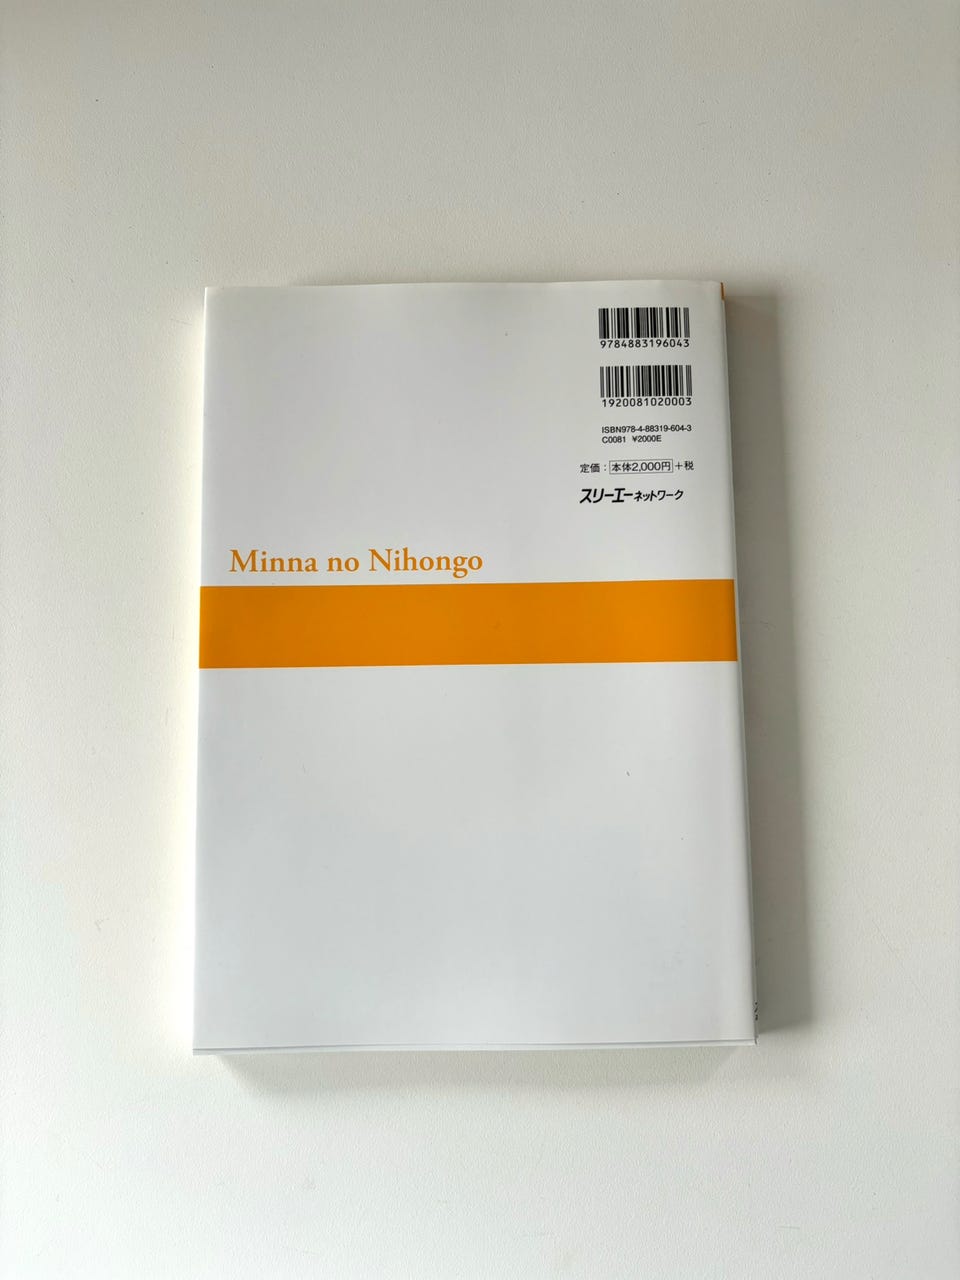 9784883196043
1920081020003
ISBN978-4-88319-604-3
C0081 ¥2000E
定価：本体2,000円＋税
スリーエーネットワーク
Minna no Nihongo